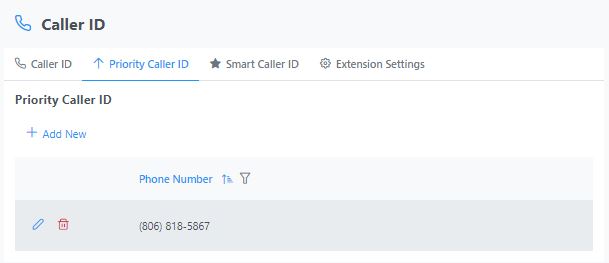 Caller ID
Caller ID Priority Caller ID Smart Caller ID Extension Settings
Priority Caller ID
Add New
Phone Number
(806) 818-5867